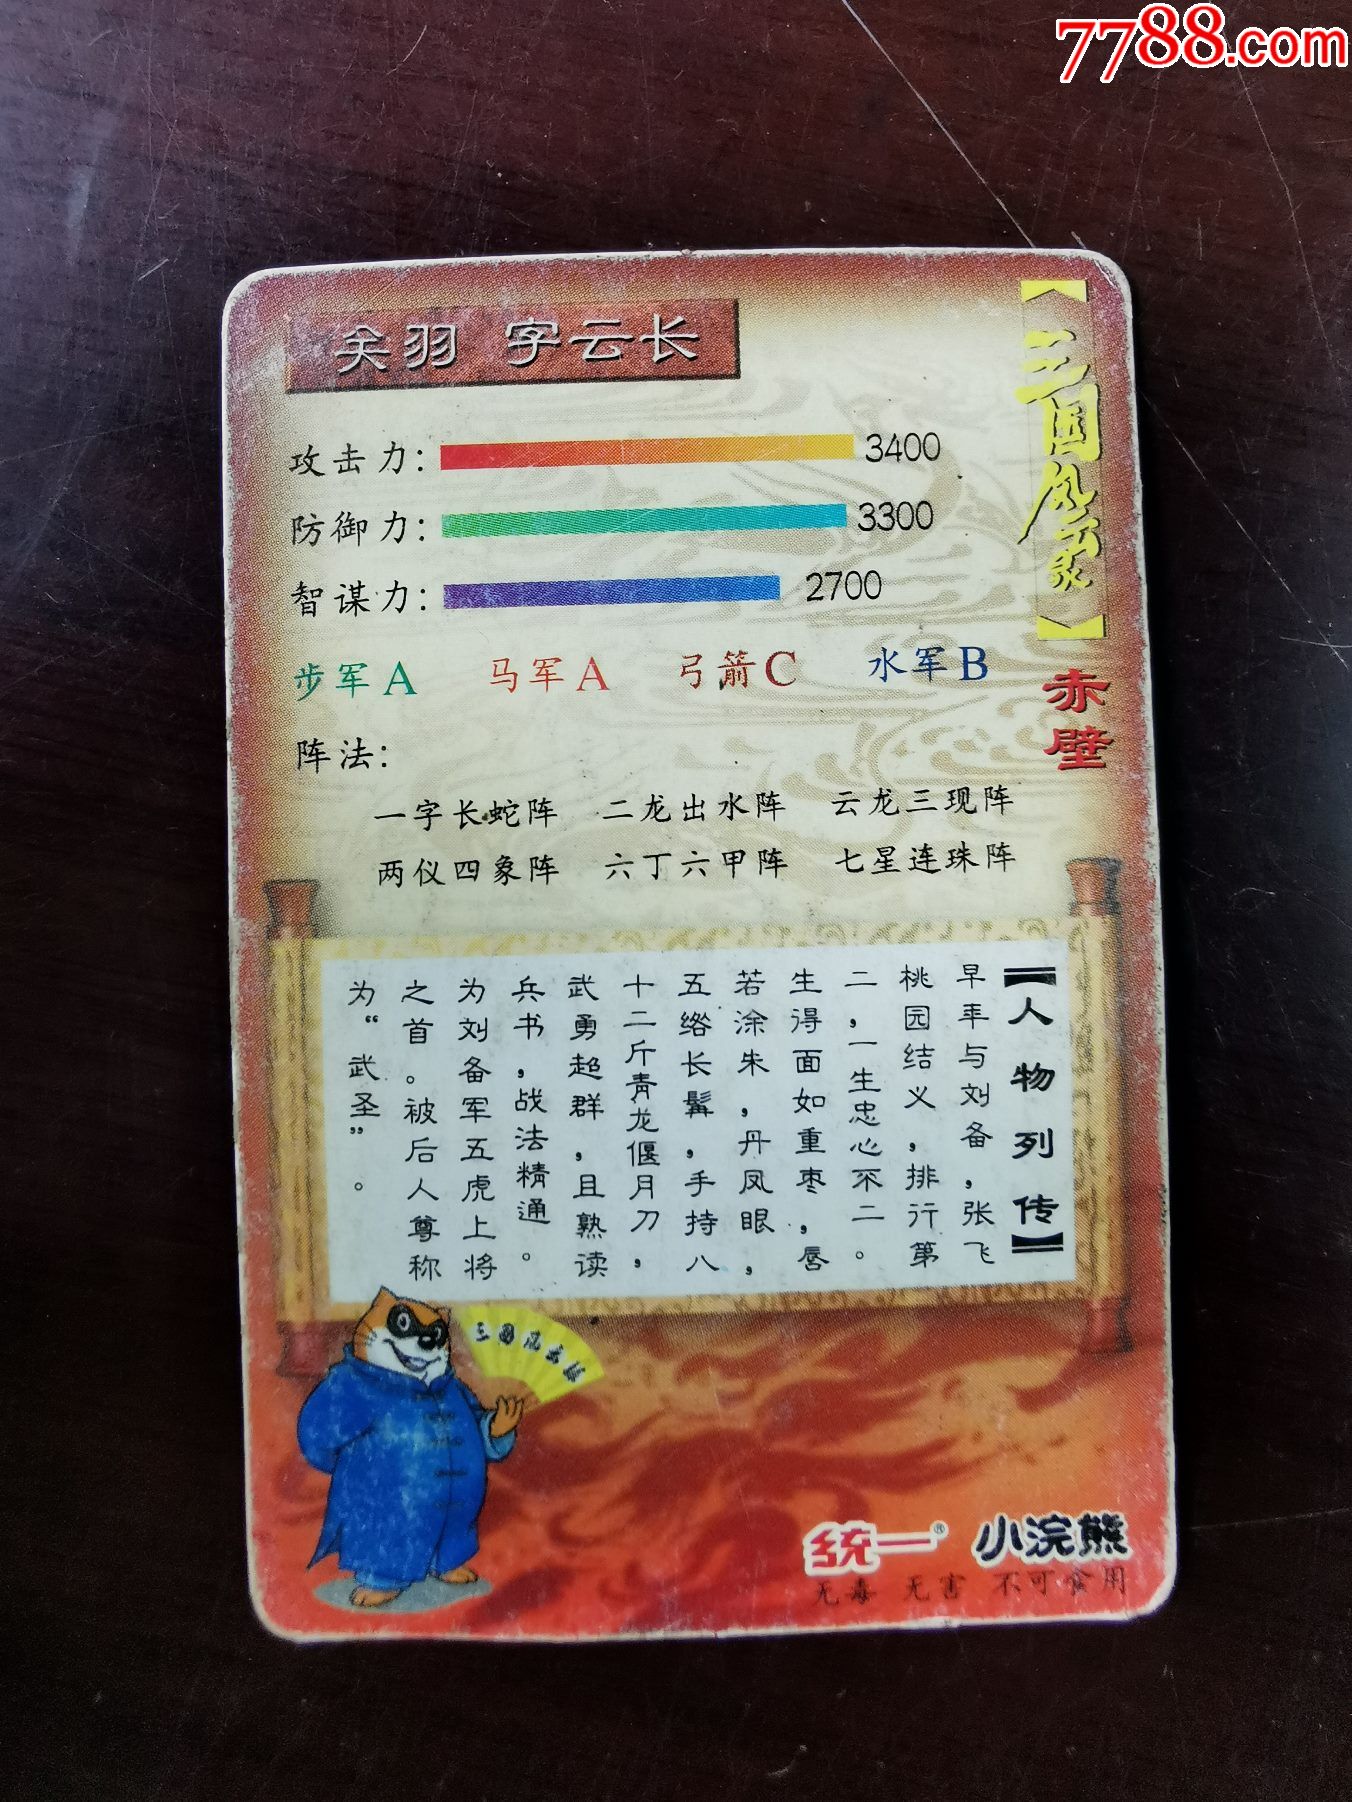 7788.com
关羽 字云长
【三国风云录】
赤壁
攻击力: 3400
防御力: 3300
智谋力: 2700
步军A 马军A 弓箭C 水军B
阵法:
一字长蛇阵 二龙出水阵 云龙三现阵
两仪四象阵 六丁六甲阵 七星连珠阵
【人物列传】
早年与刘备,张飞
桃园结义,排行第
二,一生忠心不二。
生得面如重枣,唇
若涂朱,丹凤眼,
五绺长髯,手持八
十二斤青龙偃月刀,
武勇超群,且熟读
兵书,战法精通。
为刘备军五虎上将
之首。被后人尊称
为“武圣”。
三国风云录
统一® 小浣熊
无毒 无害 不可食用